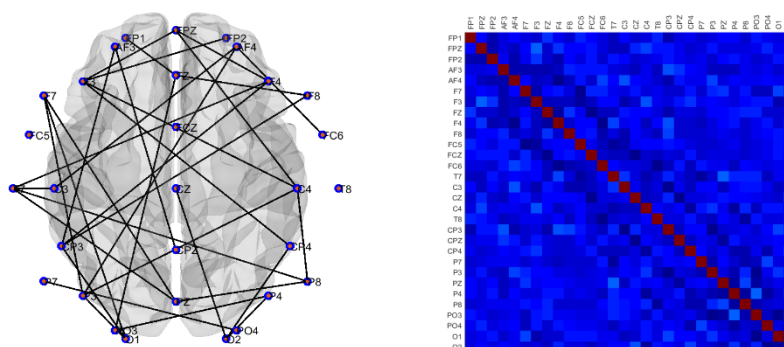 FP1
FPZ
FP2
AF3
AF4
FZ
F4
F7
F8
FC5
FCZ
FC6
C3
CZ
C4
T8
CP3
CPZ
CP4
P7
P8
P3
PZ
P4
PO3
PO4
O1
O2
FP1 FPZ FP2 AF3 AF4 F7 F3 FZ F4 F8 FC5 FCZ FC6 T7 C3 CZ C4 T8 CP3 CPZ CP4 P7 P3 PZ P4 P8 PO3 PO4 O1
FP1
FPZ
FP2
AF3
AF4
F7
F3
FZ
F4
F8
FC5
FCZ
FC6
T7
C3
CZ
C4
T8
CP3
CPZ
CP4
P7
P3
PZ
P4
P8
PO3
PO4
O1
O2